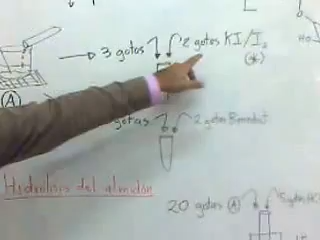 3 gotas
2 gotas KI/I₂
(*)
(A)
gotas
2 gotas Benedict
Hidrólisis del almidón
20 gotas (A)